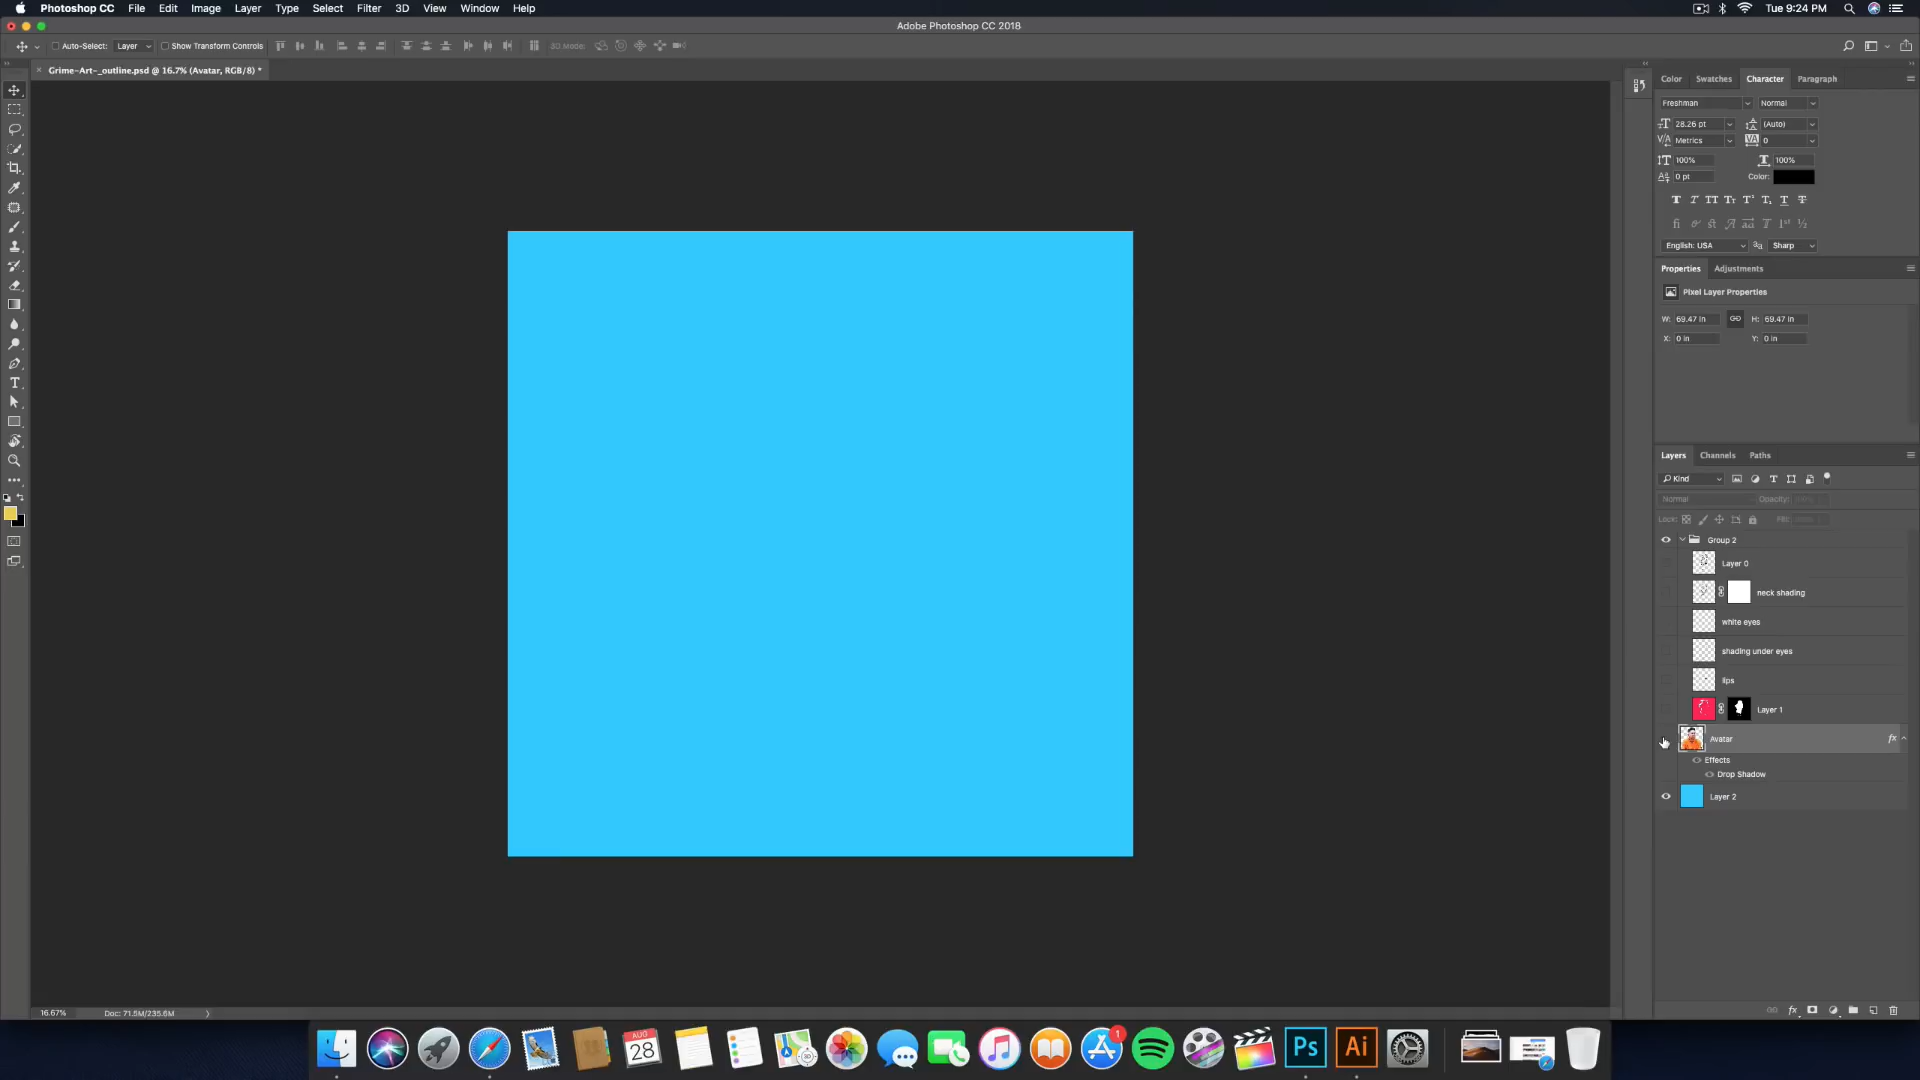 Photoshop CC File Edit Image Layer Type Select Filter 3D View Window Help Tue 9:24 PM
Adobe Photoshop CC 2018
Auto-Select: Layer Show Transform Controls 3D Mode:
Grime-Art-_outline.psd @ 16.7% (Avatar, RGB/8) *
Color Swatches Character Paragraph
Freshman Normal
28.26 pt (Auto)
Metrics 0
100% 100%
0 pt Color:
English: USA Sharp
Properties Adjustments
Pixel Layer Properties
W: 69.47 in H: 69.47 in
X: 0 in Y: 0 in
Layers Channels Paths
Kind
Normal Opacity:
Lock: Fill:
Group 2
Layer 0
neck shading
white eyes
shading under eyes
lips
Layer 1
Avatar fx
Effects
Drop Shadow
Layer 2
16.67% Doc: 71.5M/235.6M
AUG
28
1
Ps
Ai